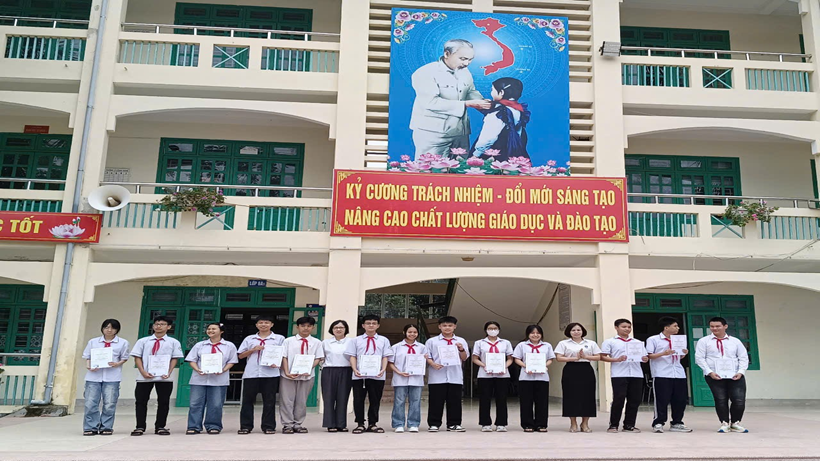 KỶ CƯƠNG TRÁCH NHIỆM - ĐỔI MỚI SÁNG TẠO
NÂNG CAO CHẤT LƯỢNG GIÁO DỤC VÀ ĐÀO TẠO
C TỐT